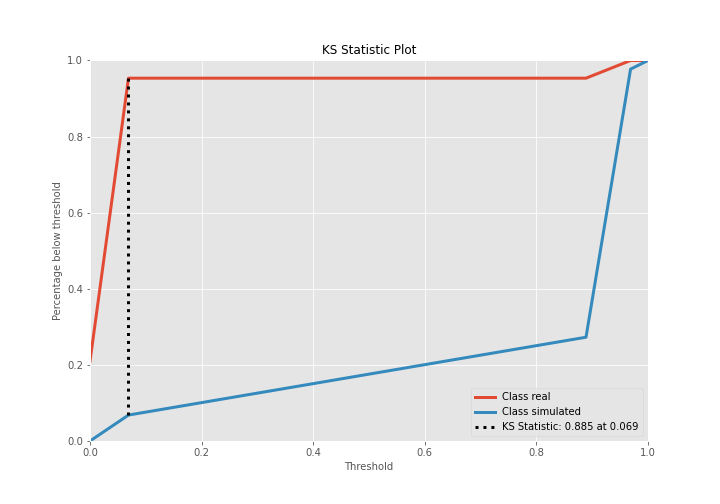 KS Statistic Plot
1.0
0.8
0.6
0.4
0.2
0.0
Percentage below threshold
0.0 0.2 0.4 0.6 0.8 1.0
Threshold
Class real
Class simulated
KS Statistic: 0.885 at 0.069